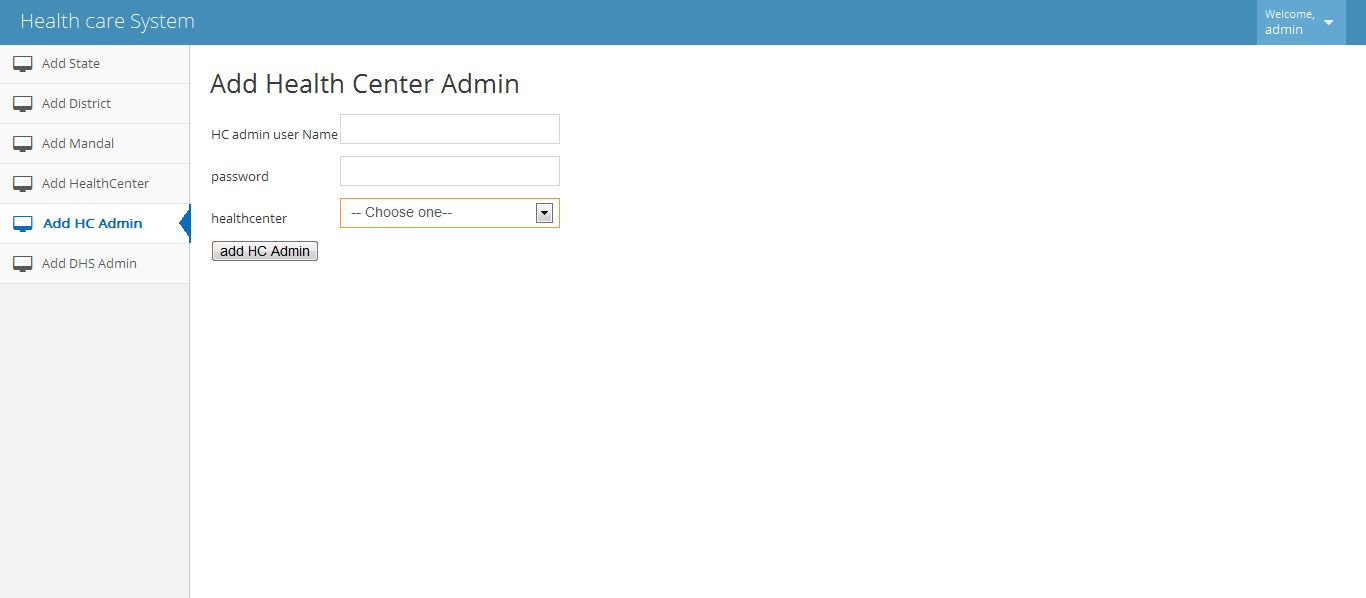 Health care System
Welcome,
admin
Add State
Add District
Add Mandal
Add HealthCenter
Add HC Admin
Add DHS Admin
Add Health Center Admin
HC admin user Name
password
healthcenter
-- Choose one--
add HC Admin